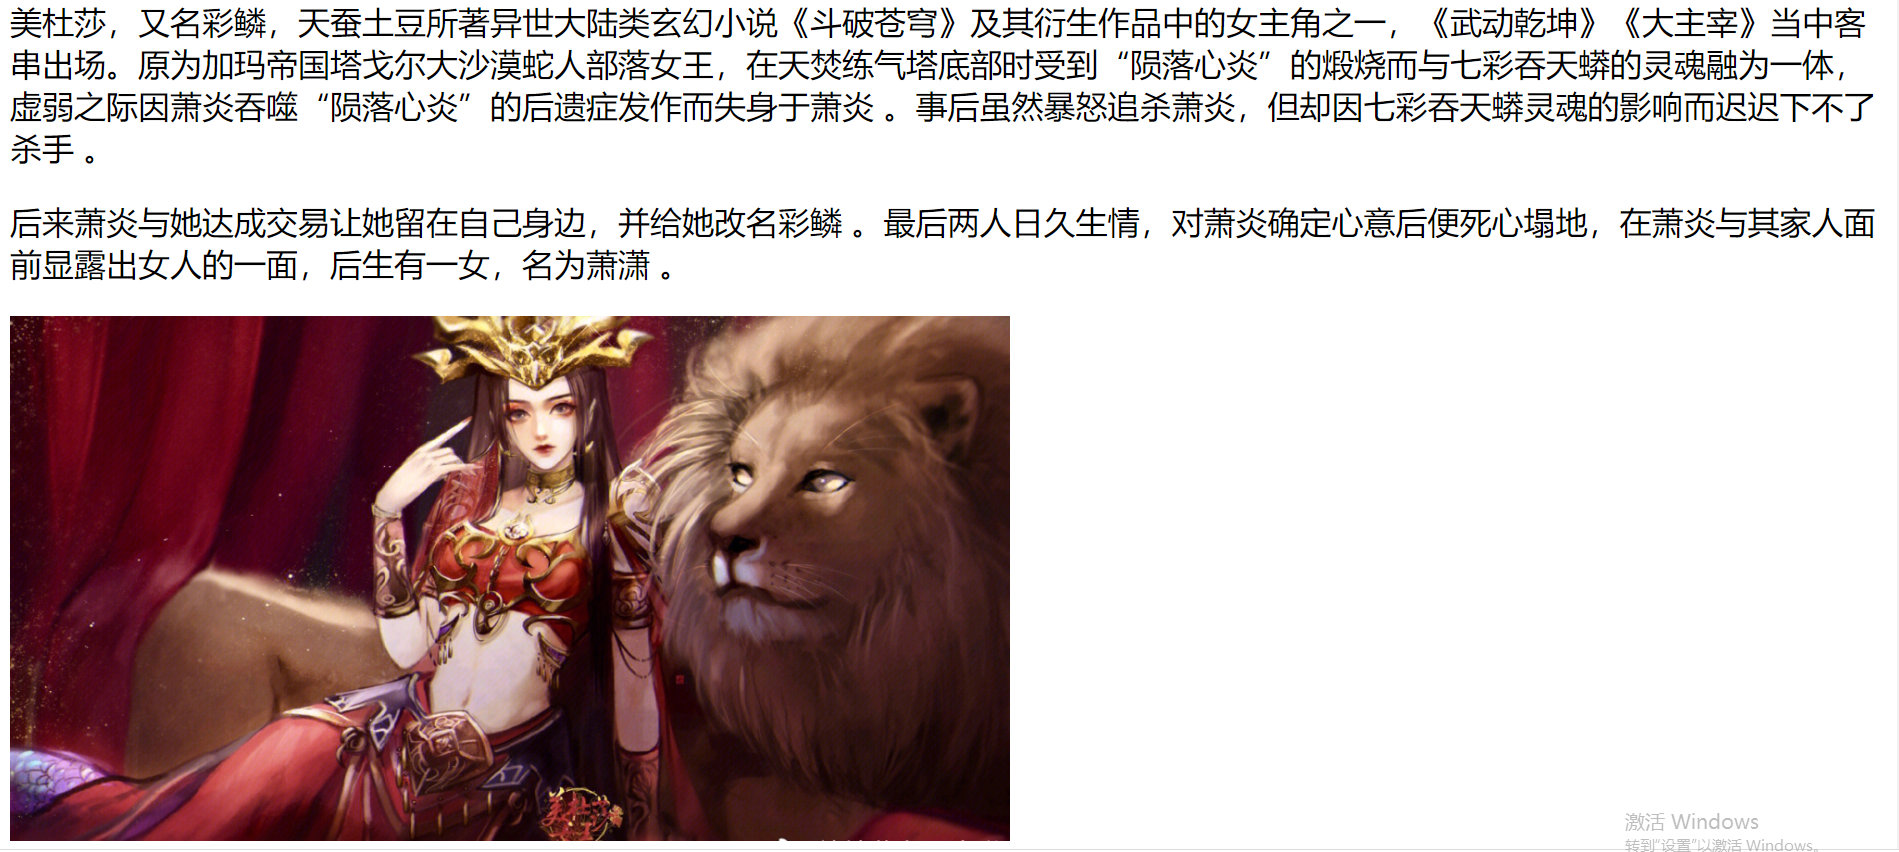 美杜莎，又名彩鳞，天蚕土豆所著异世大陆类玄幻小说《斗破苍穹》及其衍生作品中的女主角之一，《武动乾坤》《大主宰》当中客
串出场。原为加玛帝国塔戈尔大沙漠蛇人部落女王，在天焚练气塔底部时受到“陨落心炎”的煅烧而与七彩吞天蟒的灵魂融为一体，
虚弱之际因萧炎吞噬“陨落心炎”的后遗症发作而失身于萧炎 。事后虽然暴怒追杀萧炎，但却因七彩吞天蟒灵魂的影响而迟迟下不了
杀手 。
后来萧炎与她达成交易让她留在自己身边，并给她改名彩鳞 。最后两人日久生情，对萧炎确定心意后便死心塌地，在萧炎与其家人面
前显露出女人的一面，后生有一女，名为萧潇 。
美杜莎
激活 Windows
转到“设置”以激活 Windows。